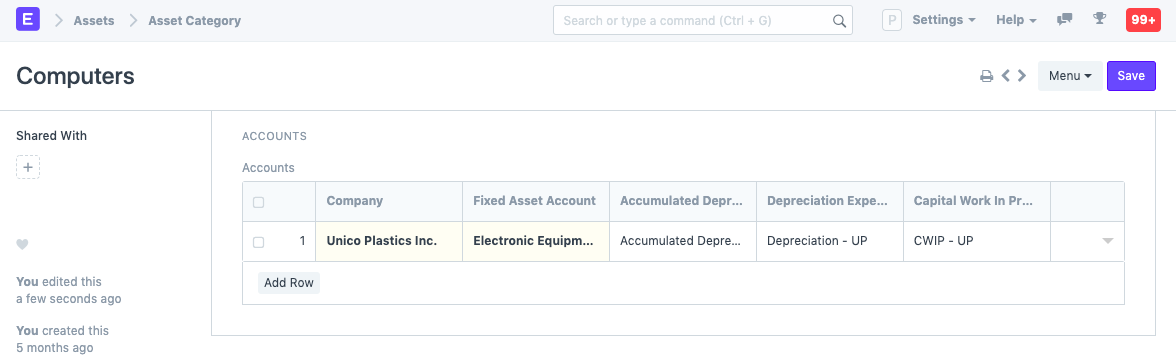 E Assets Asset Category Search or type a command (Ctrl + G) P Settings Help 99+
Computers Menu Save
Shared With
+
You edited this
a few seconds ago
You created this
5 months ago
ACCOUNTS
Accounts
Company Fixed Asset Account Accumulated Depr... Depreciation Expe... Capital Work In Pr...
1 Unico Plastics Inc. Electronic Equipm... Accumulated Depre... Depreciation - UP CWIP - UP
Add Row